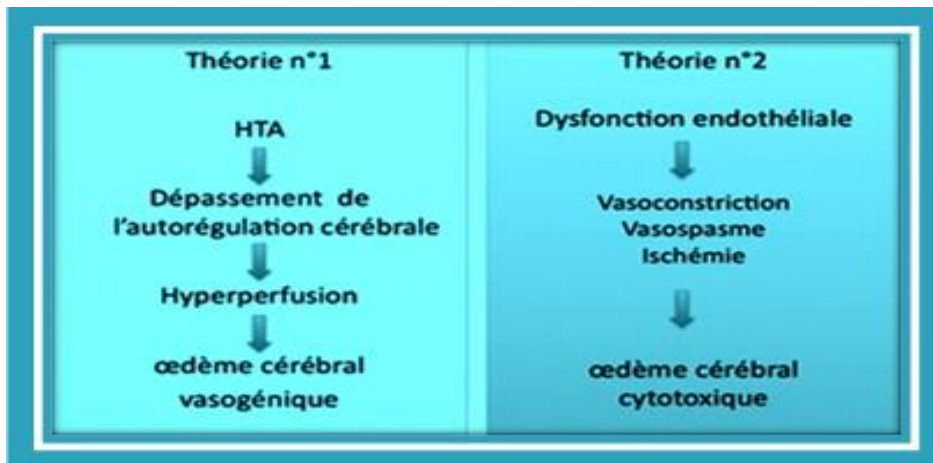 Théorie n°1
HTA
Dépassement de
l'autorégulation cérébrale
Hyperperfusion
œdème cérébral
vasogénique
Théorie n°2
Dysfonction endothéliale
Vasoconstriction
Vasospasme
Ischémie
œdème cérébral
cytotoxique